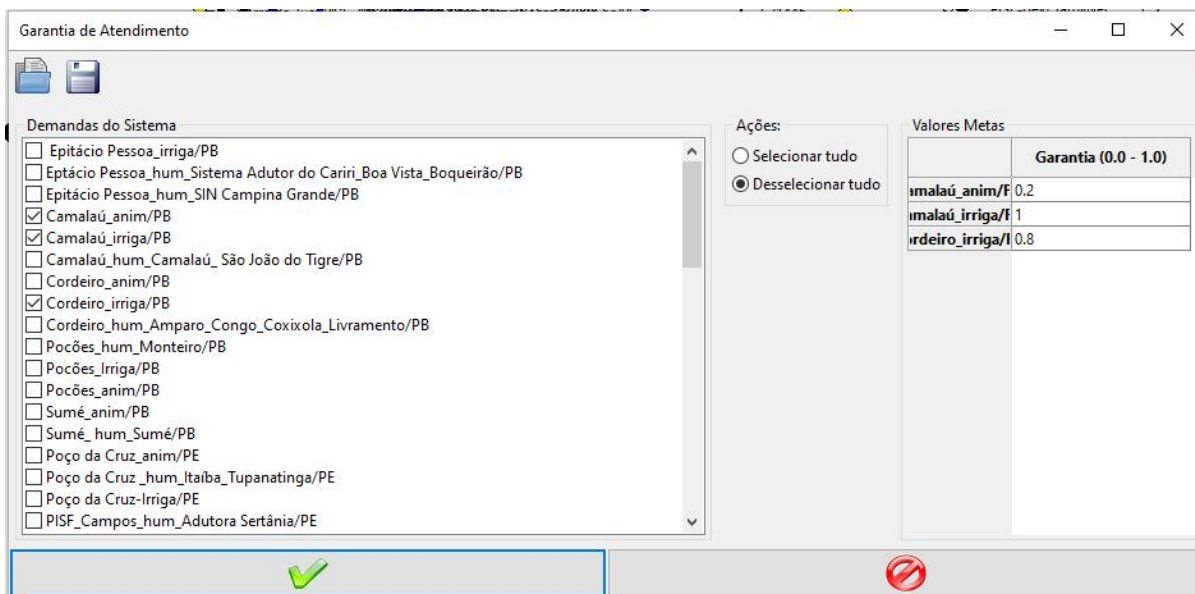 Garantia de Atendimento
Demandas do Sistema
Epitácio Pessoa_irriga/PB
Eptácio Pessoa_hum_Sistema Adutor do Cariri_Boa Vista_Boqueirão/PB
Epitácio Pessoa_hum_SIN Campina Grande/PB
Camalaú_anim/PB
Camalaú_irriga/PB
Camalaú_hum_Camalaú_ São João do Tigre/PB
Cordeiro_anim/PB
Cordeiro_irriga/PB
Cordeiro_hum_Amparo_Congo_Coxixola_Livramento/PB
Pocões_hum_Monteiro/PB
Pocões_Irriga/PB
Pocões_anim/PB
Sumé_anim/PB
Sumé_ hum_Sumé/PB
Poço da Cruz_anim/PE
Poço da Cruz _hum_Itaíba_Tupanatinga/PE
Poço da Cruz-Irriga/PE
PISF_Campos_hum_Adutora Sertânia/PE
Ações:
Selecionar tudo
Desselecionar tudo
Valores Metas
Garantia (0.0 - 1.0)
amalaú_anim/F 0.2
malaú_irriga/F 1
rdeiro_irriga/I 0.8